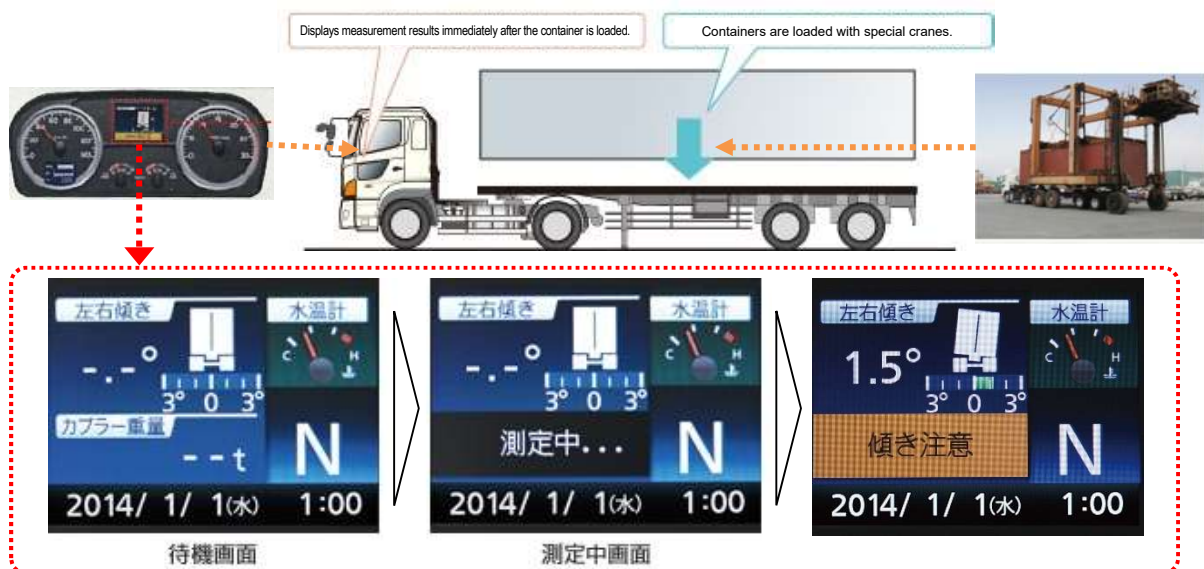 Displays measurement results immediately after the container is loaded.
Containers are loaded with special cranes.
左右傾き
-.-°
3° 0 3°
カプラー重量
--t
水温計
C H
N
2014/ 1/ 1(水) 1:00
待機画面
左右傾き
-.-°
3° 0 3°
測定中...
水温計
C H
N
2014/ 1/ 1(水) 1:00
測定中画面
左右傾き
1.5°
3° 0 3°
傾き注意
水温計
C H
N
2014/ 1/ 1(水) 1:00